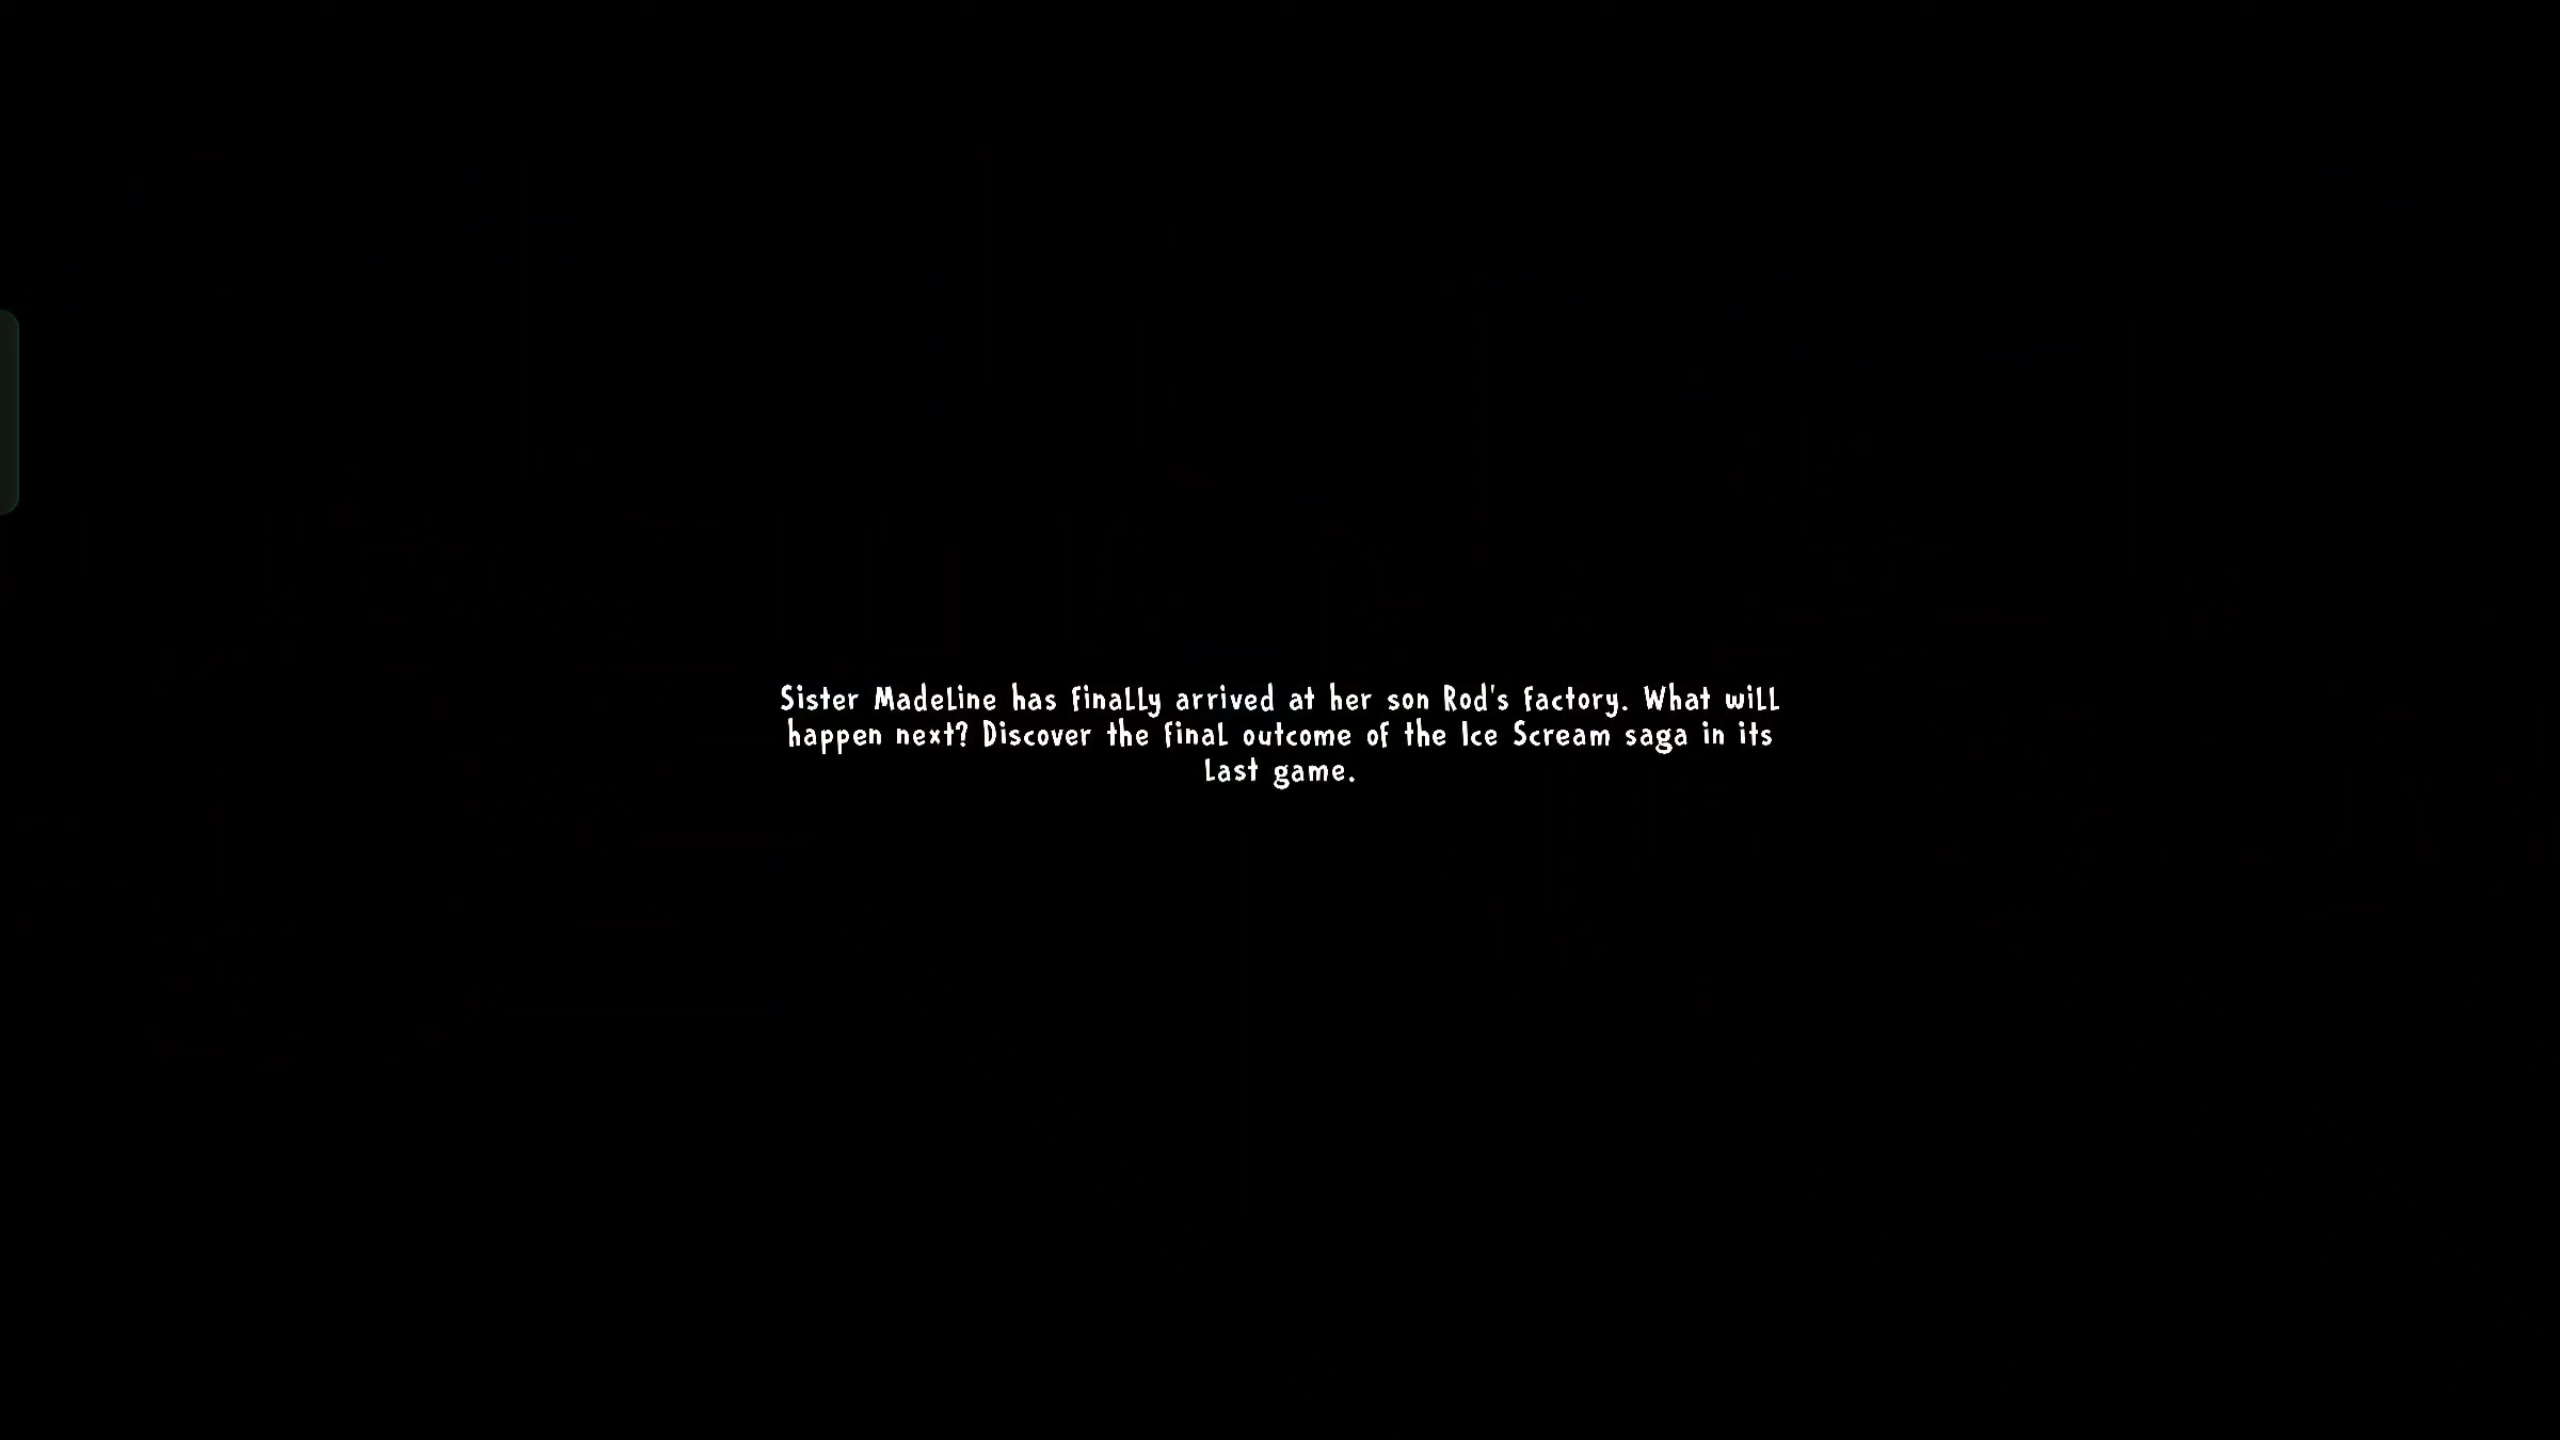 Sister Madeline has finally arrived at her son Rod's factory. What will
happen next? Discover the final outcome of the Ice Scream saga in its
last game.